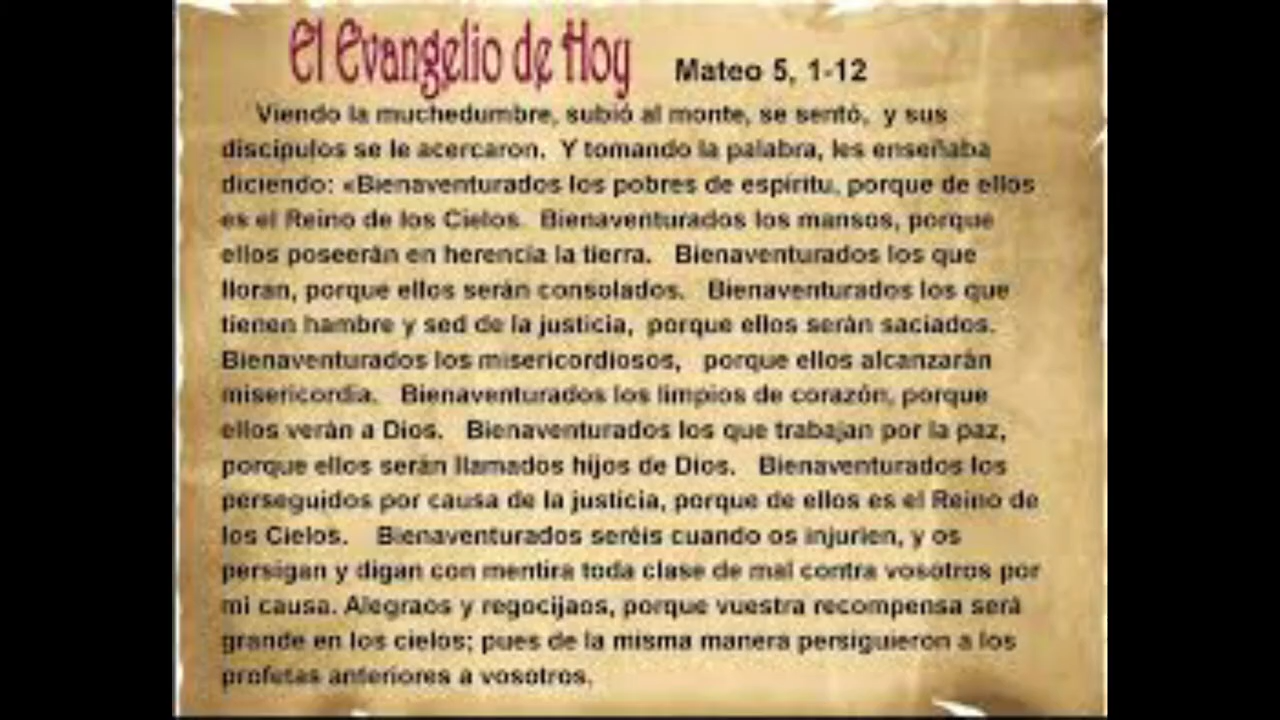 El Evangelio de Hoy Mateo 5, 1-12
Viendo la muchedumbre, subió al monte, se sentó, y sus
discípulos se le acercaron. Y tomando la palabra, les enseñaba
diciendo: «Bienaventurados los pobres de espíritu, porque de ellos
es el Reino de los Cielos. Bienaventurados los mansos, porque
ellos poseerán en herencia la tierra. Bienaventurados los que
lloran, porque ellos serán consolados. Bienaventurados los que
tienen hambre y sed de la justicia, porque ellos serán saciados.
Bienaventurados los misericordiosos, porque ellos alcanzarán
misericordia. Bienaventurados los limpios de corazón, porque
ellos verán a Dios. Bienaventurados los que trabajan por la paz,
porque ellos serán llamados hijos de Dios. Bienaventurados los
perseguidos por causa de la justicia, porque de ellos es el Reino de
los Cielos. Bienaventurados seréis cuando os injurien, y os
persigan y digan con mentira toda clase de mal contra vosotros por
mi causa. Alegraos y regocijaos, porque vuestra recompensa será
grande en los cielos; pues de la misma manera persiguieron a los
profetas anteriores a vosotros.